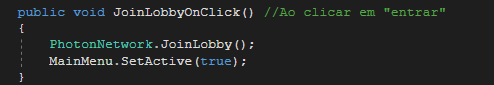 public void JoinLobbyOnClick() //Ao clicar em "entrar"
{
    PhotonNetwork.JoinLobby();
    MainMenu.SetActive(true);
}